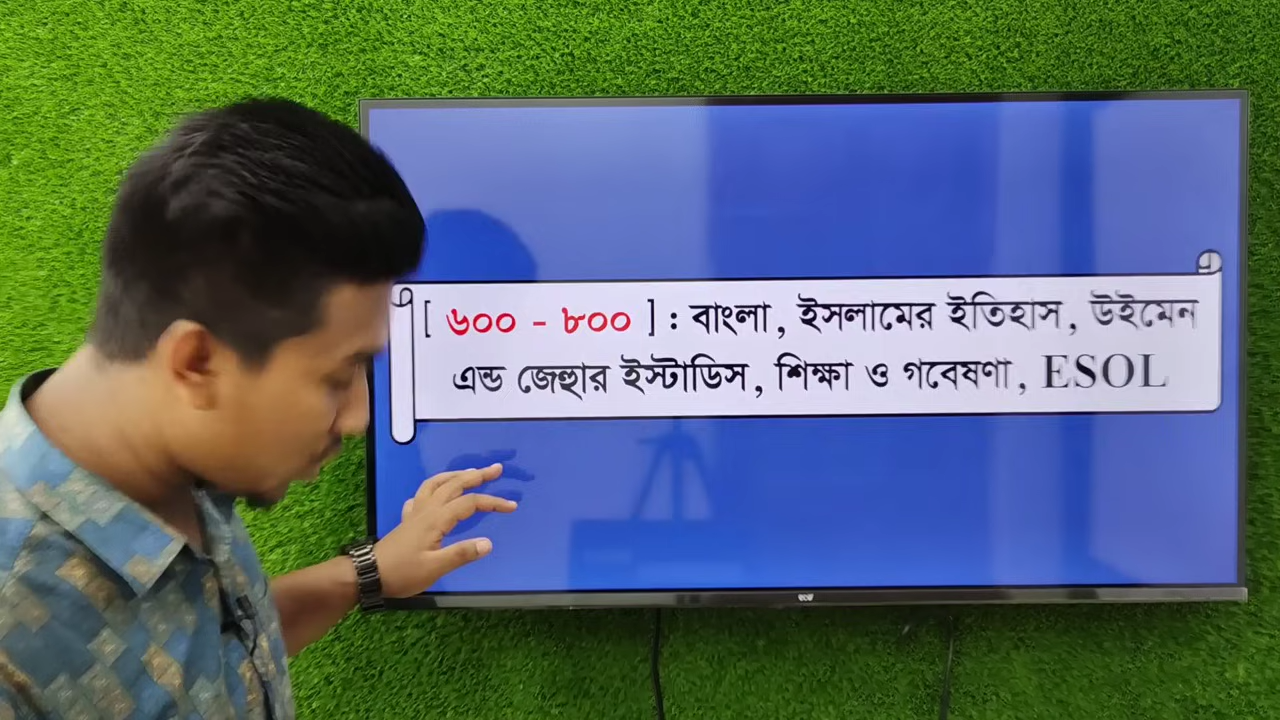 [ ৬০০ - ৮০০ ] : বাংলা, ইসলামের ইতিহাস, উইমেন
এন্ড জেন্ডার ইস্টাডিস, শিক্ষা ও গবেষণা, ESOL